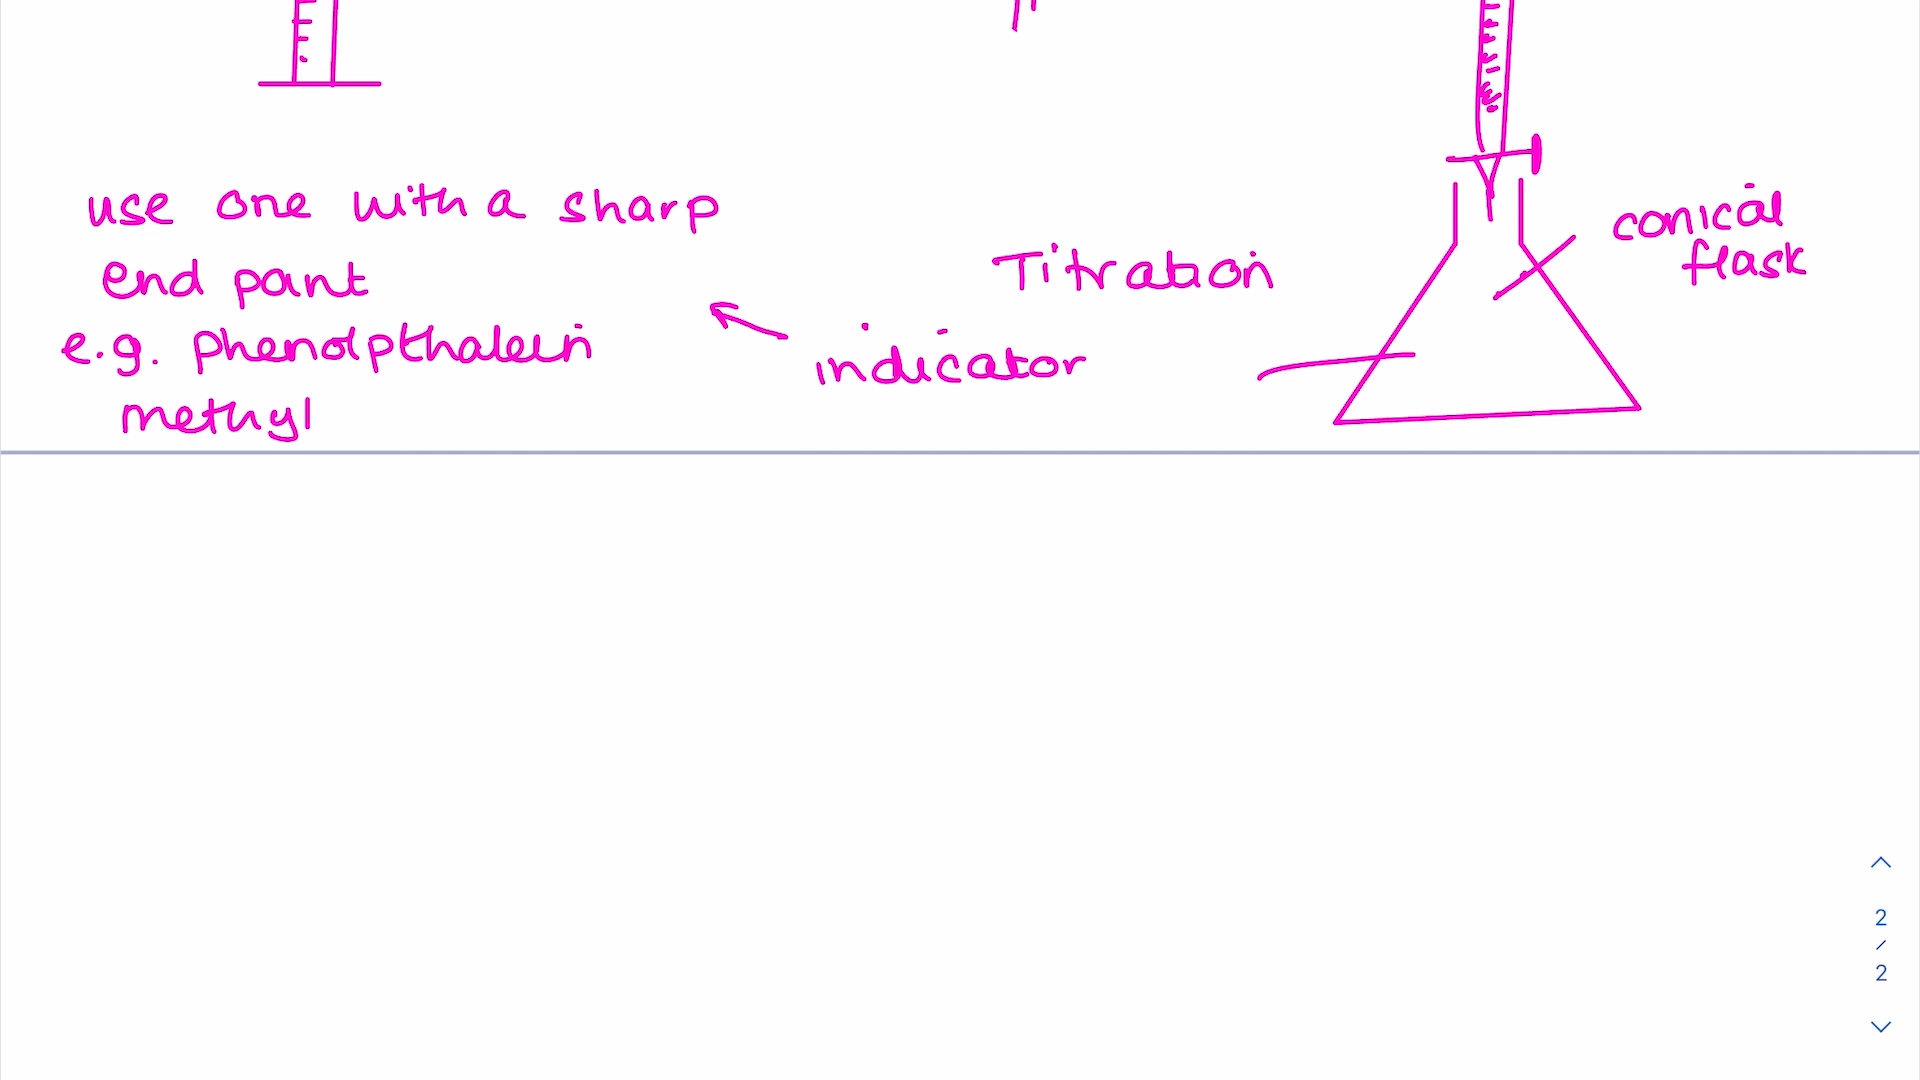 use one with a sharp
end point
e.g. phenolpthalein
methyl
Titration
indicator
conical
flask
2
/
2